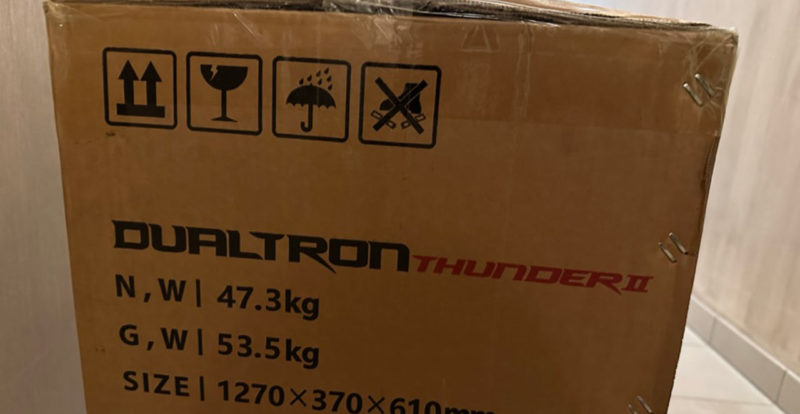 DUALTRON THUNDER II
N,W| 47.3kg
G,W| 53.5kg
SIZE| 1270×370×610mm